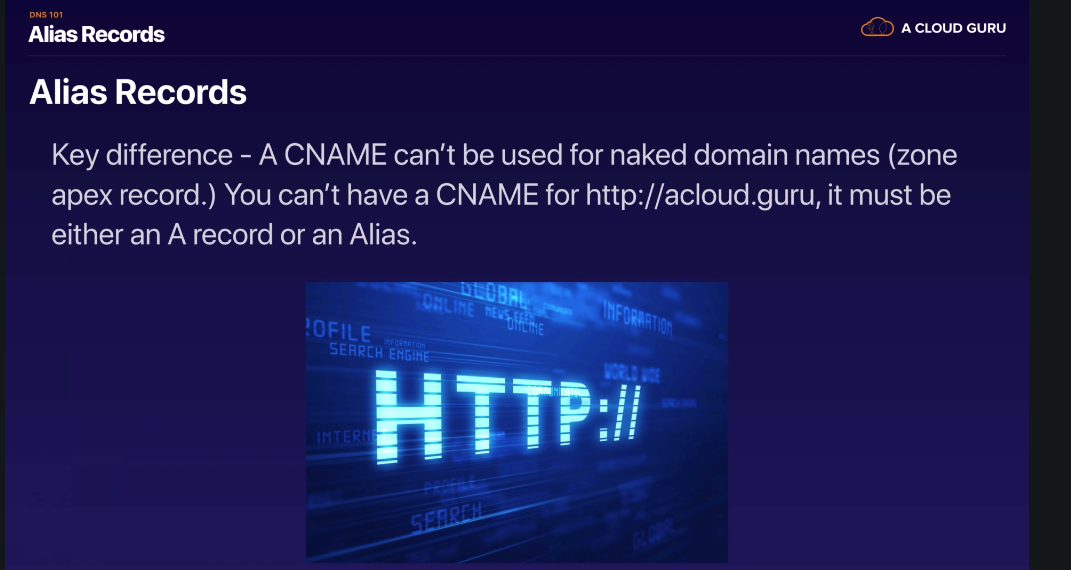 DNS 101
Alias Records
A CLOUD GURU
Alias Records
Key difference - A CNAME can’t be used for naked domain names (zone
apex record.) You can’t have a CNAME for http://acloud.guru, it must be
either an A record or an Alias.
GLOBAL
ONLINE
NEWS FEED
ONLINE
INFORMATION
ROFILE
INFORMATION
SEARCH ENGINE
WORLD WIDE
HTTP://
SEARCH ENGINE
INTERNE
PROFILE
SEARCH
GLOBAL